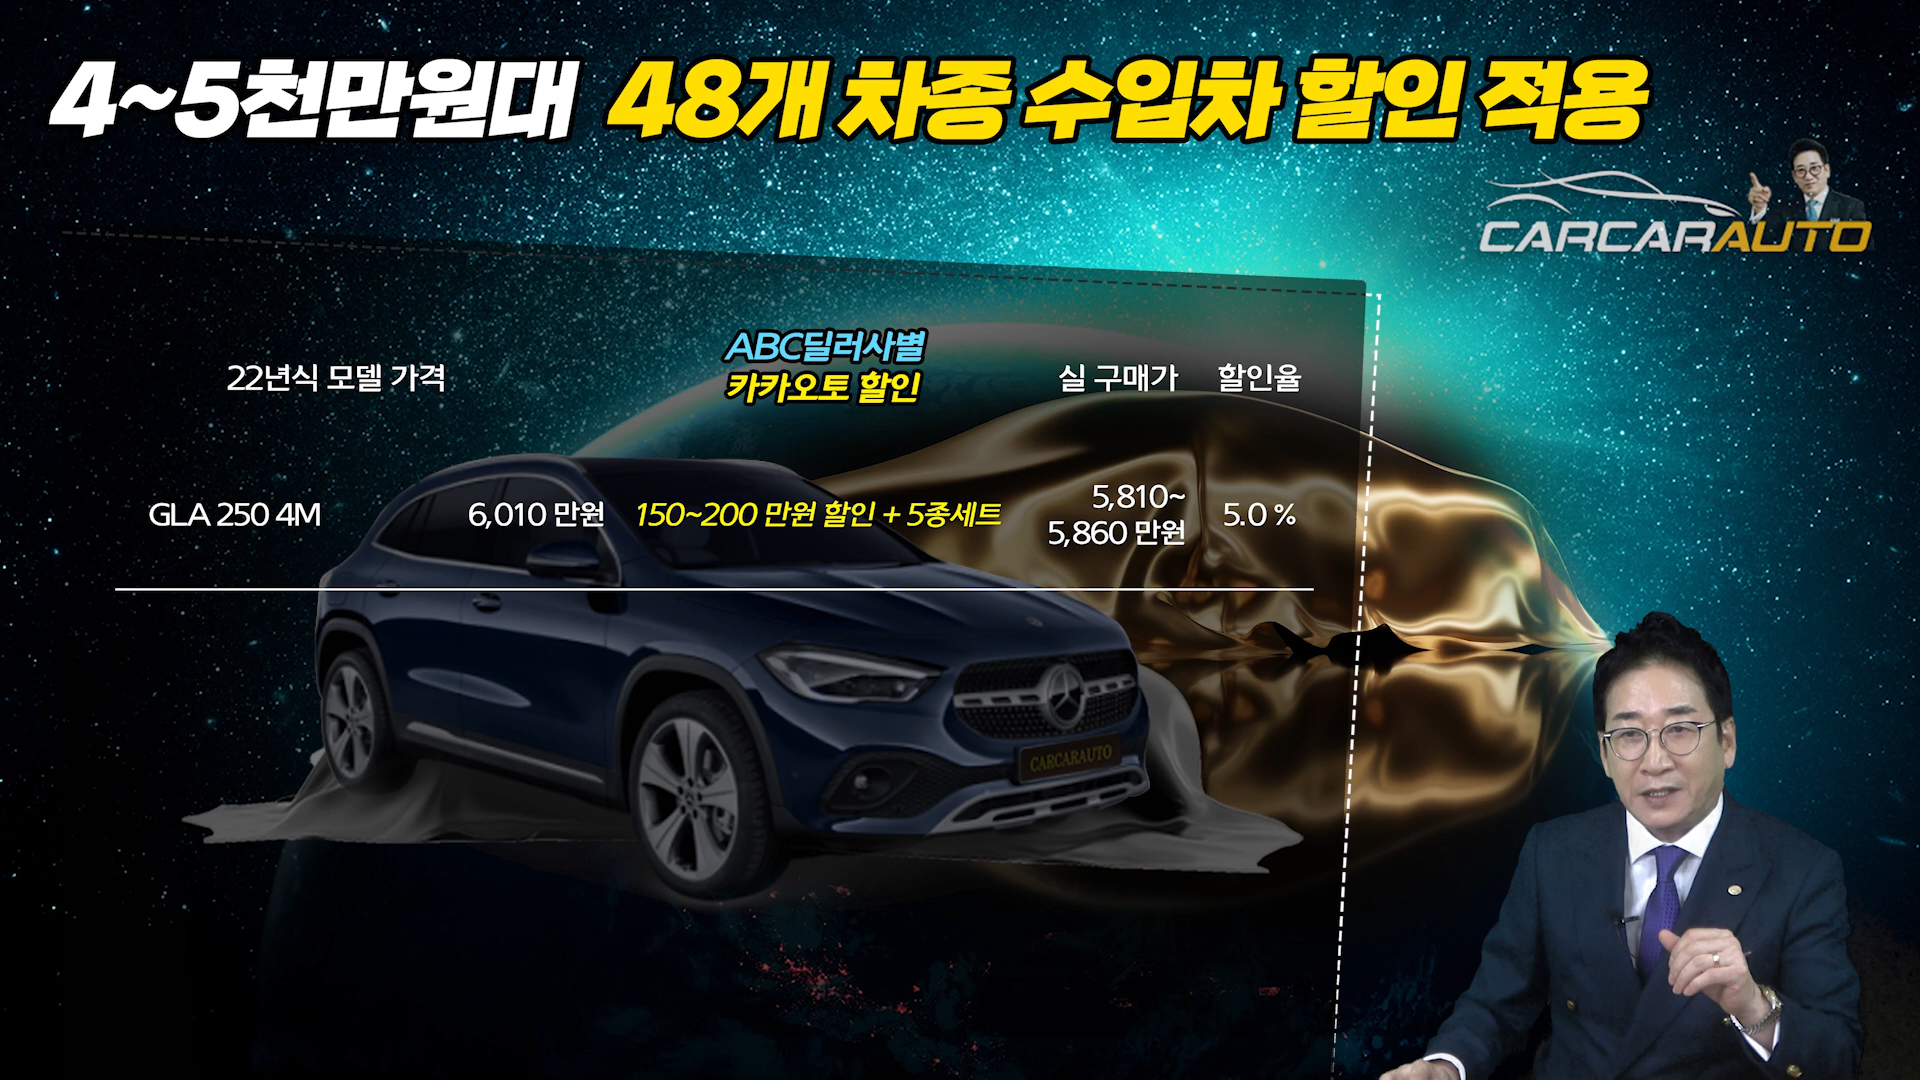 4~5천만원대 48개 차종 수입차 할인 적용
CARCARAUTO
22년식 모델 가격
ABC딜러사별
카카오토 할인
실 구매가
할인율
GLA 250 4M
6,010 만원
150~200 만원 할인 + 5종세트
5,810~
5,860 만원
5.0 %
CARCARAUTO